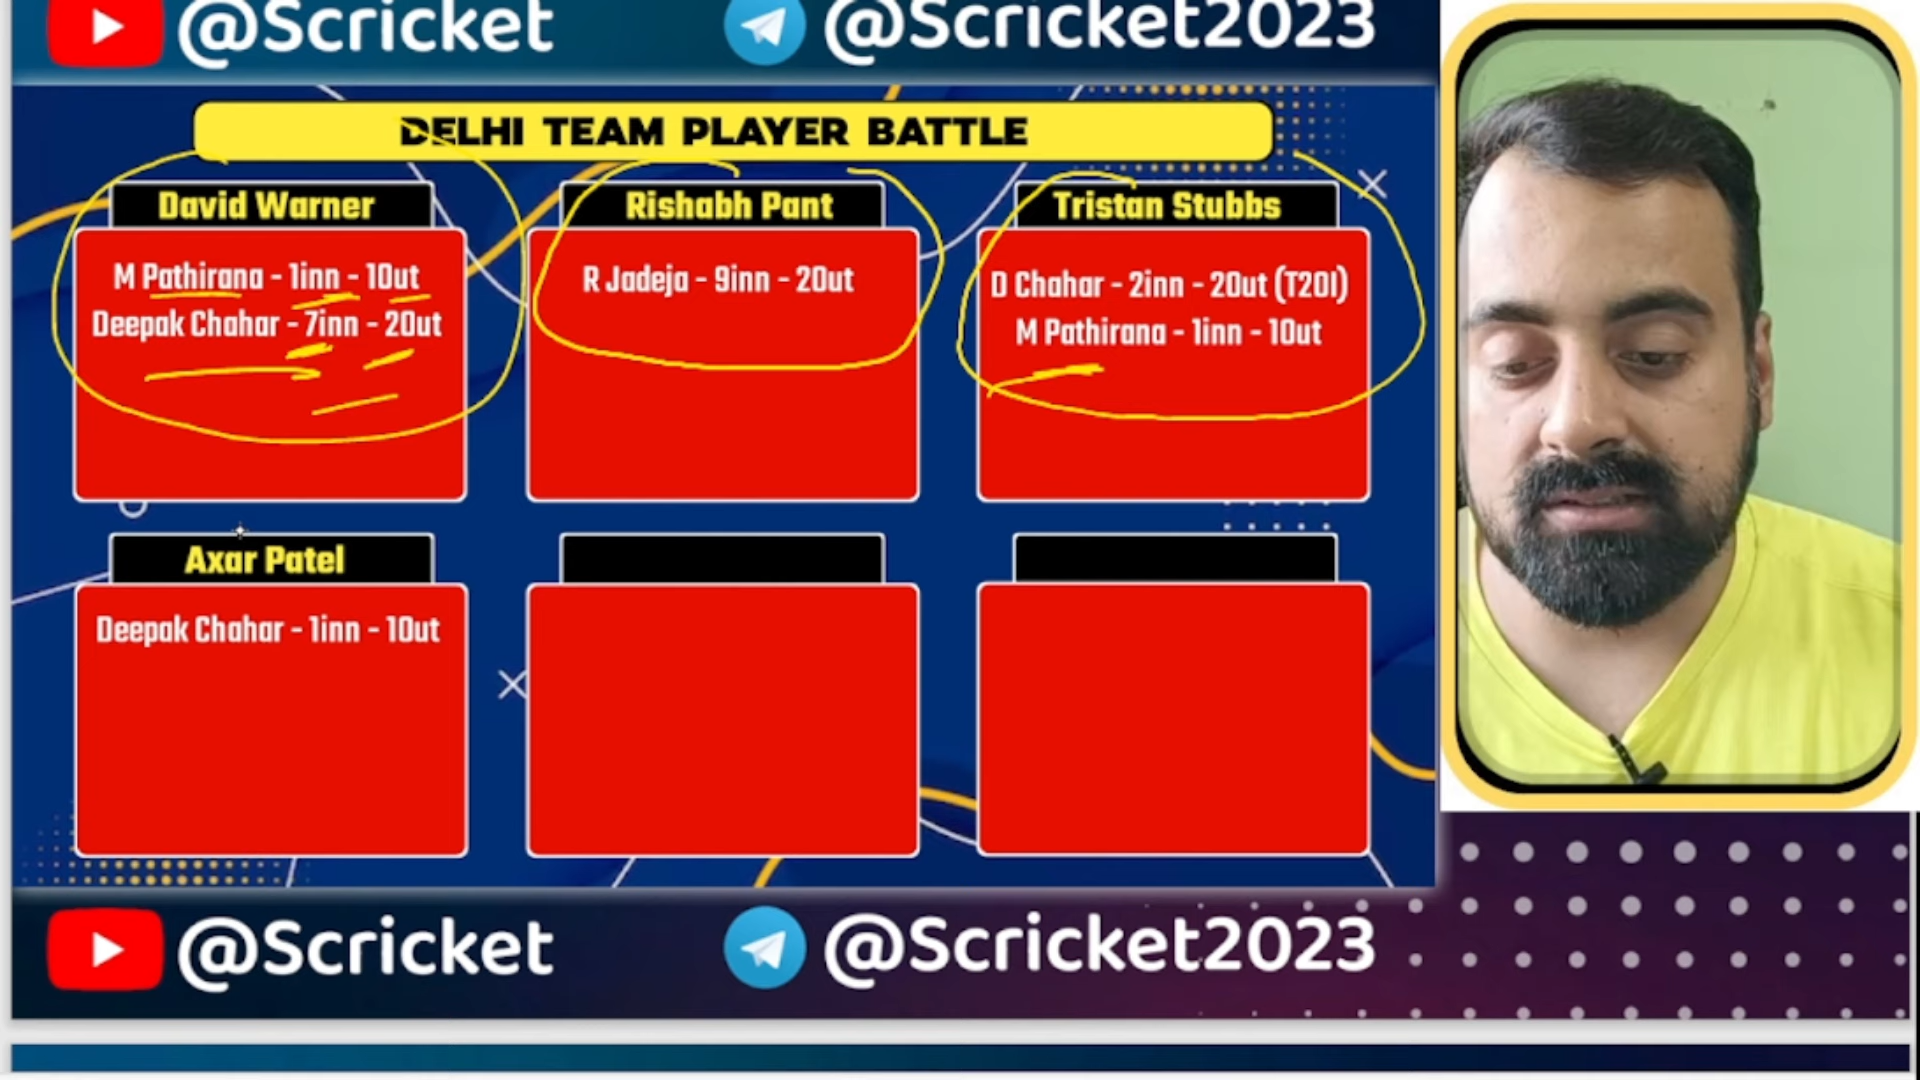 @Scricket
@Scricket2023
DELHI TEAM PLAYER BATTLE
David Warner
M Pathirana - 1inn - 1Out
Deepak Chahar - 7inn - 2Out
Rishabh Pant
R Jadeja - 9inn - 2Out
Tristan Stubbs
D Chahar - 2inn - 2Out (T20I)
M Pathirana - 1inn - 1Out
Axar Patel
Deepak Chahar - 1inn - 1Out
@Scricket
@Scricket2023